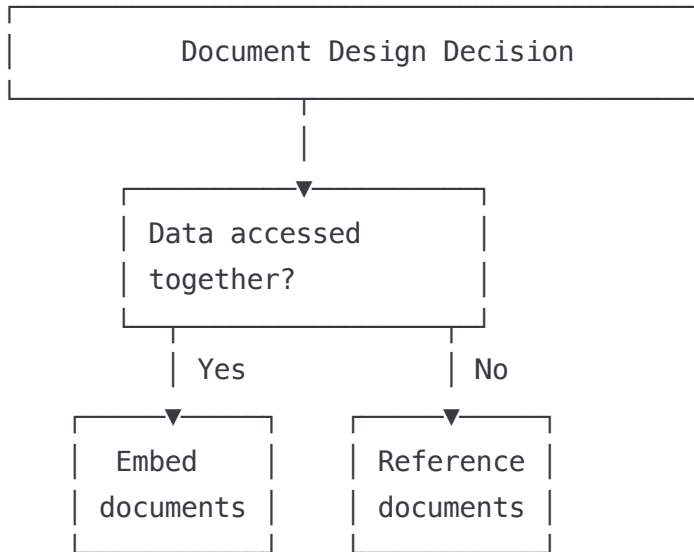 Document Design Decision
Data accessed
together?
Yes
No
Embed
documents
Reference
documents